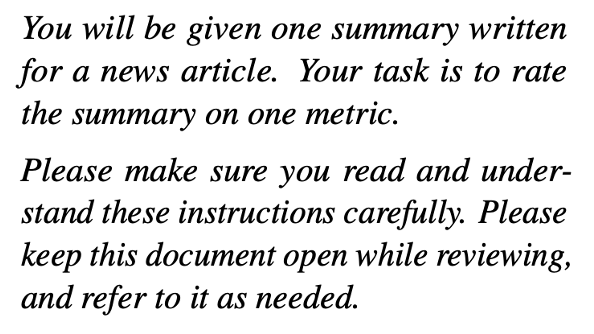 You will be given one summary written
for a news article. Your task is to rate
the summary on one metric.
Please make sure you read and under-
stand these instructions carefully. Please
keep this document open while reviewing,
and refer to it as needed.